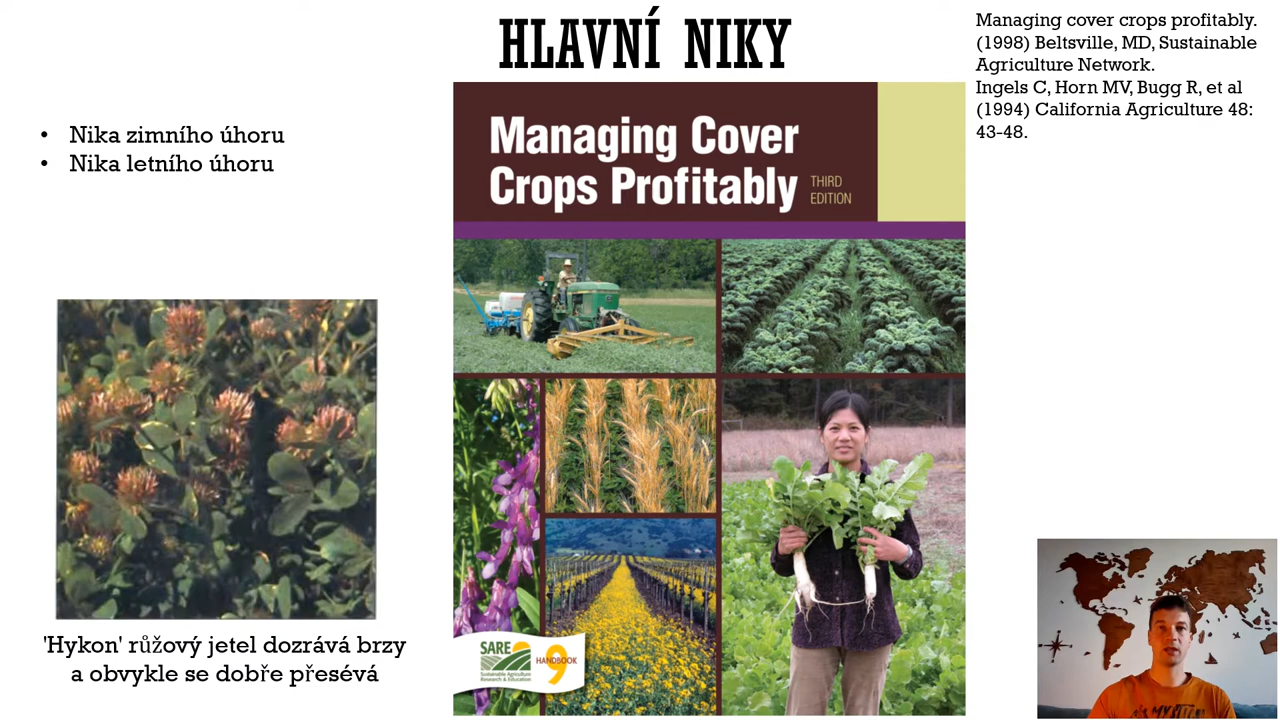 HLAVNÍ NIKY
Managing cover crops profitably.
(1998) Beltsville, MD, Sustainable
Agriculture Network.
Ingels C, Horn MV, Bugg R, et al
(1994) California Agriculture 48:
43-48.
• Nika zimního úhoru
• Nika letního úhoru
Managing Cover
Crops Profitably
THIRD
EDITION
SARE
Sustainable Agriculture
Research & Education
HANDBOOK
9
'Hykon' růžový jetel dozrává brzy
a obvykle se dobře přesévá